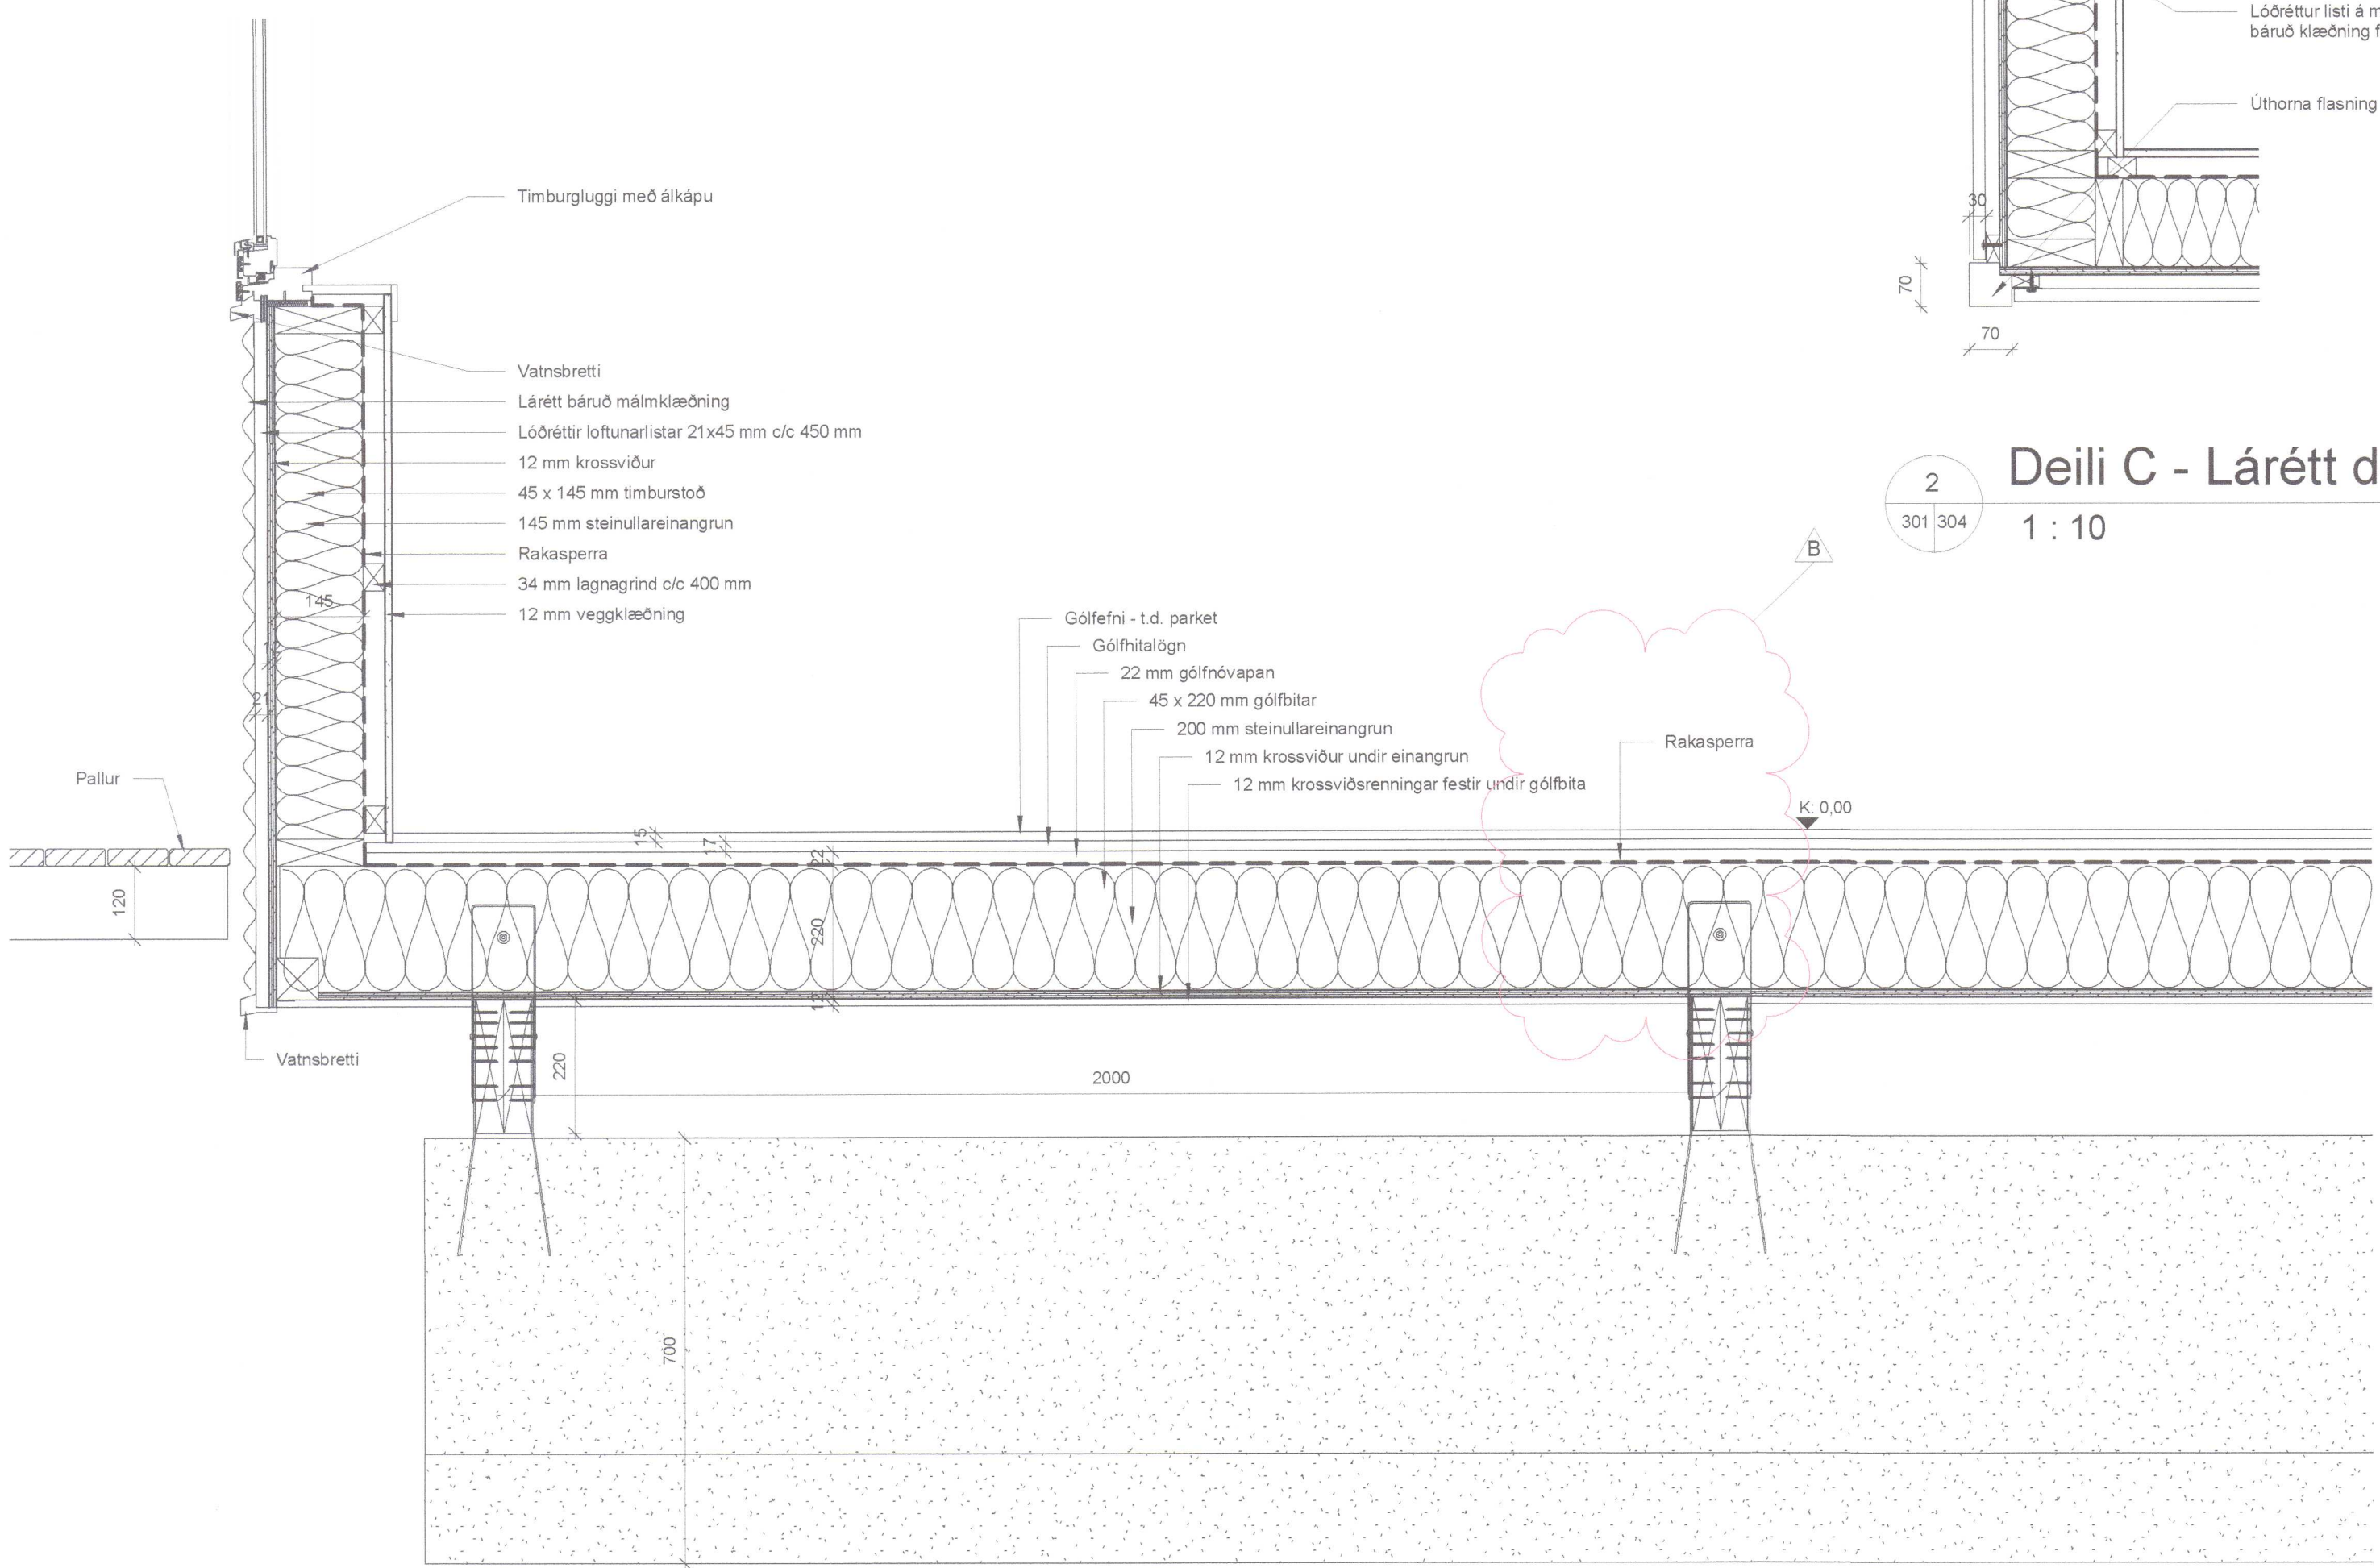 Timburgluggi með álkápu
Vatnsbretti
Lárétt báruð málmklæðning
Lóðréttir loftunarlistar 21x45 mm c/c 450 mm
12 mm krossviður
45 x 145 mm timburstoð
145 mm steinullareinangrun
Rakasperra
34 mm lagnagrind c/c 400 mm
12 mm veggklæðning
145
21
Pallur
120
Vatnsbretti
Gólfefni - t.d. parket
Gólfhitalögn
22 mm gólfnóvapan
45 x 220 mm gólfbitar
200 mm steinullareinangrun
12 mm krossviður undir einangrun
12 mm krossviðsrenningar festir undir gólfbita
Rakasperra
B
K: 0,00
15
17
22
220
220
2000
700
Lóðréttur listi á
báruð klæðning
Úthorna flasning
30
70
70
2
301 304
Deili C - Lárétt
1 : 10